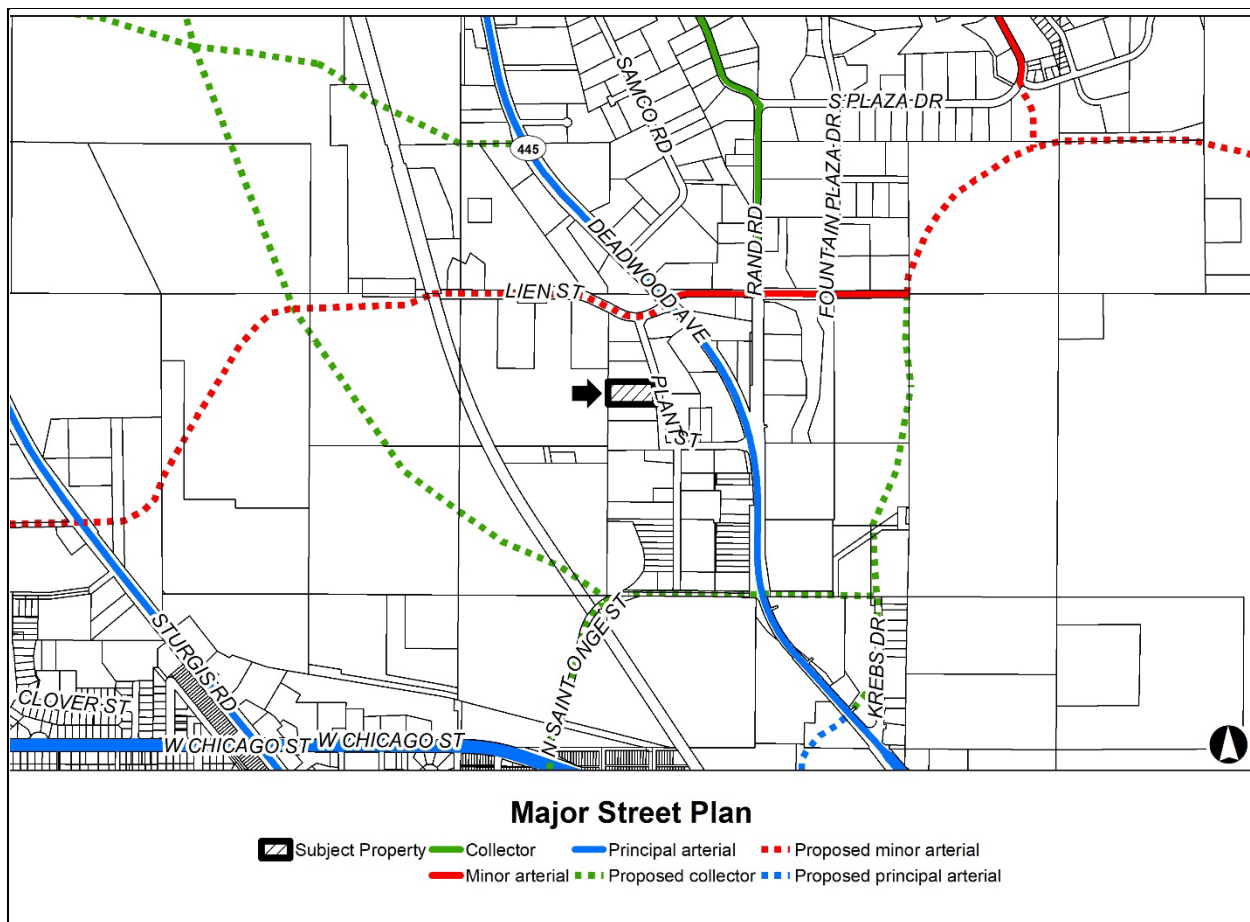 SAMCO RD
S PLAZA DR
FOUNTAIN PLAZA DR
445
DEADWOOD AVE
RAND RD
LIEN ST
PLANT ST
N SAINT ONGE ST
STURGIS RD
KREBS DR
CLOVER ST
W CHICAGO ST
W CHICAGO ST
Major Street Plan
Subject Property
Collector
Principal arterial
Proposed minor arterial
Minor arterial
Proposed collector
Proposed principal arterial